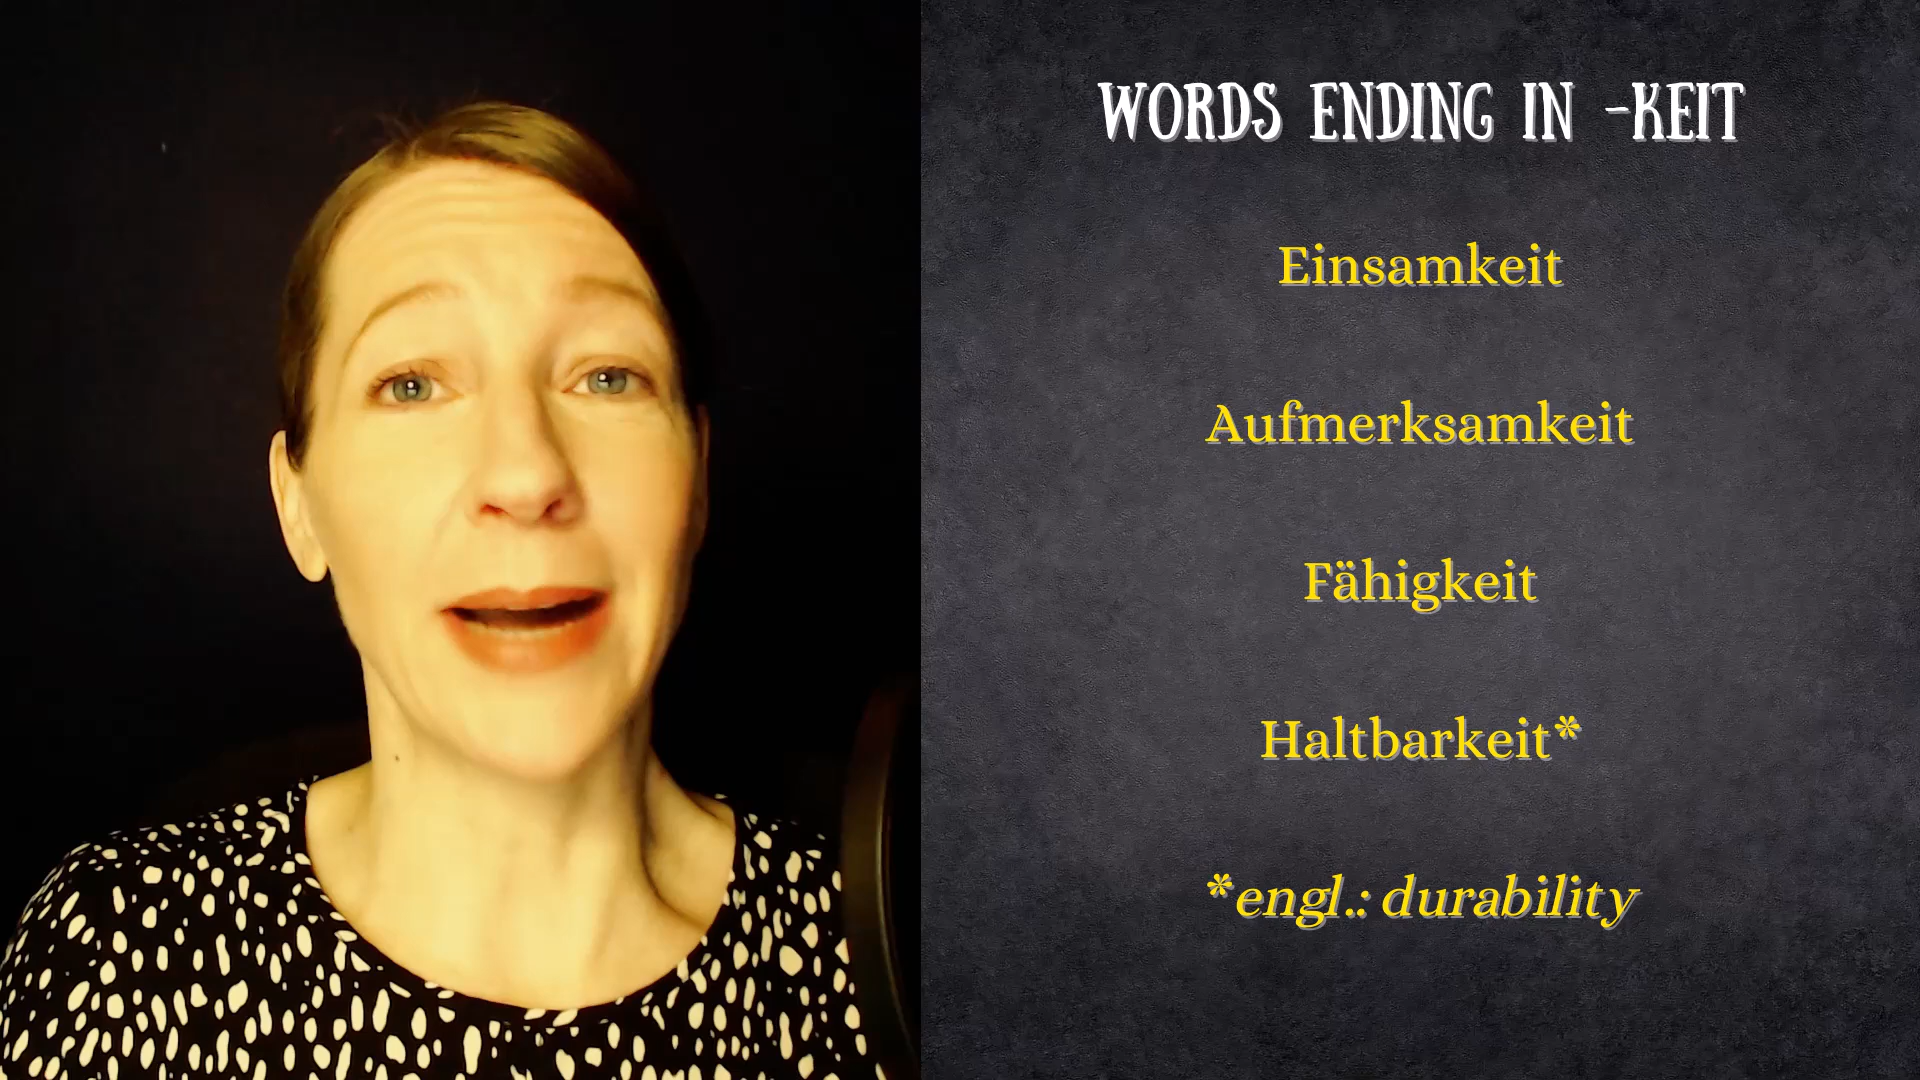 WORDS ENDING IN -KEIT
Einsamkeit
Aufmerksamkeit
Fähigkeit
Haltbarkeit*
*engl.: durability